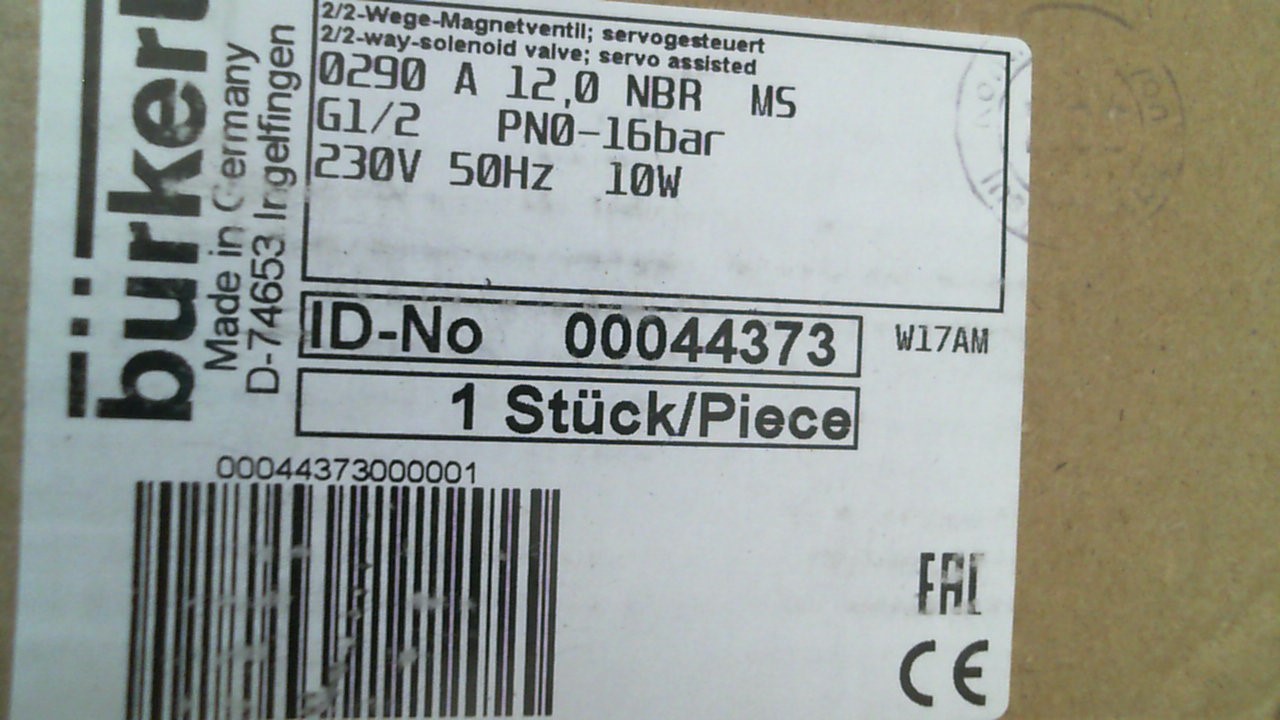 2/2-Wege-Magnetventil; servogesteuert
2/2-way-solenoid valve; servo assisted
0290 A 12,0 NBR MS
G1/2 PN0-16bar
230V 50Hz 10W
bürkert
Made in Germany
D-74653 Ingelfingen
ID-No 00044373
W17AM
1 Stück/Piece
00044373000001
EAC
CE